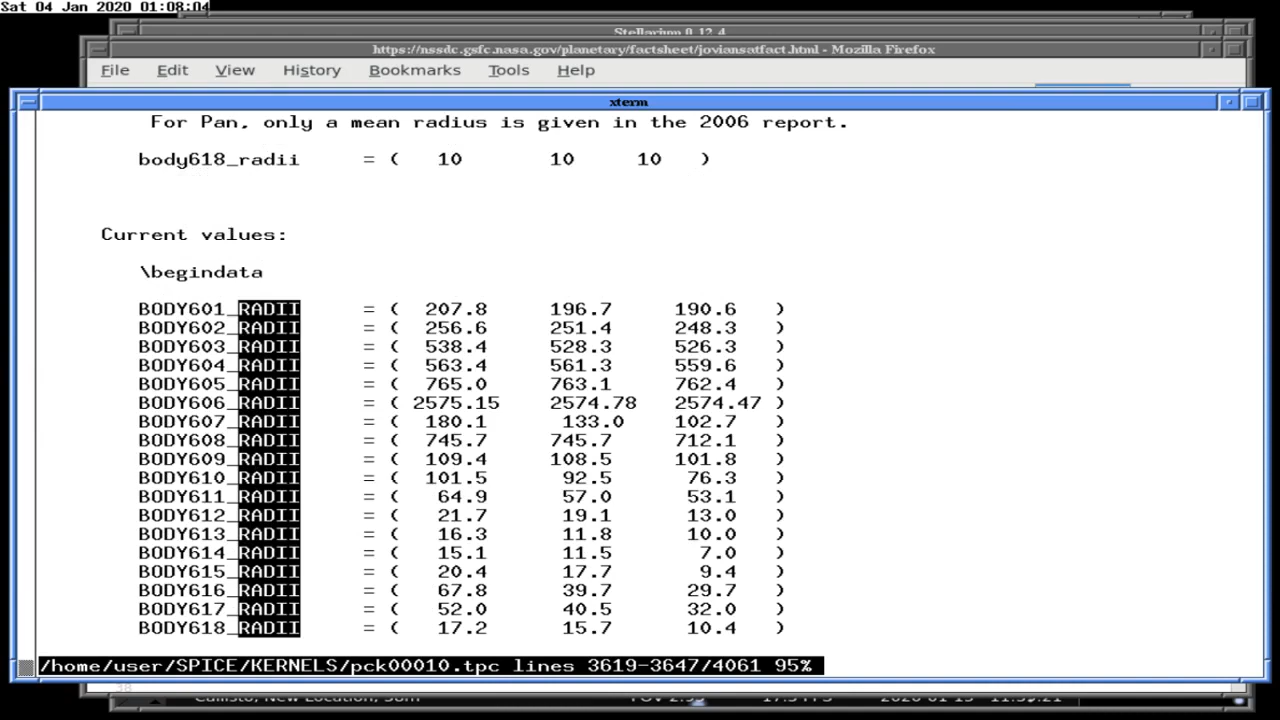 Sat 04 Jan 2020 01:08:04
Stellarium 0.12.4
https://nssdc.gsfc.nasa.gov/planetary/factsheet/joviansatfact.html - Mozilla Firefox
File Edit View History Bookmarks Tools Help
xterm
For Pan, only a mean radius is given in the 2006 report.
body618_radii = ( 10 10 10 )
Current values:
\begindata
BODY601_RADII = ( 207.8 196.7 190.6 )
BODY602_RADII = ( 256.6 251.4 248.3 )
BODY603_RADII = ( 538.4 528.3 526.3 )
BODY604_RADII = ( 563.4 561.3 559.6 )
BODY605_RADII = ( 765.0 763.1 762.4 )
BODY606_RADII = ( 2575.15 2574.78 2574.47 )
BODY607_RADII = ( 180.1 133.0 102.7 )
BODY608_RADII = ( 745.7 745.7 712.1 )
BODY609_RADII = ( 109.4 108.5 101.8 )
BODY610_RADII = ( 101.5 92.5 76.3 )
BODY611_RADII = ( 64.9 57.0 53.1 )
BODY612_RADII = ( 21.7 19.1 13.0 )
BODY613_RADII = ( 16.3 11.8 10.0 )
BODY614_RADII = ( 15.1 11.5 7.0 )
BODY615_RADII = ( 20.4 17.7 9.4 )
BODY616_RADII = ( 67.8 39.7 29.7 )
BODY617_RADII = ( 52.0 40.5 32.0 )
BODY618_RADII = ( 17.2 15.7 10.4 )
/home/user/SPICE/KERNELS/pck00010.tpc lines 3619-3647/4061 95%
38
Callisto, New Location, Sum